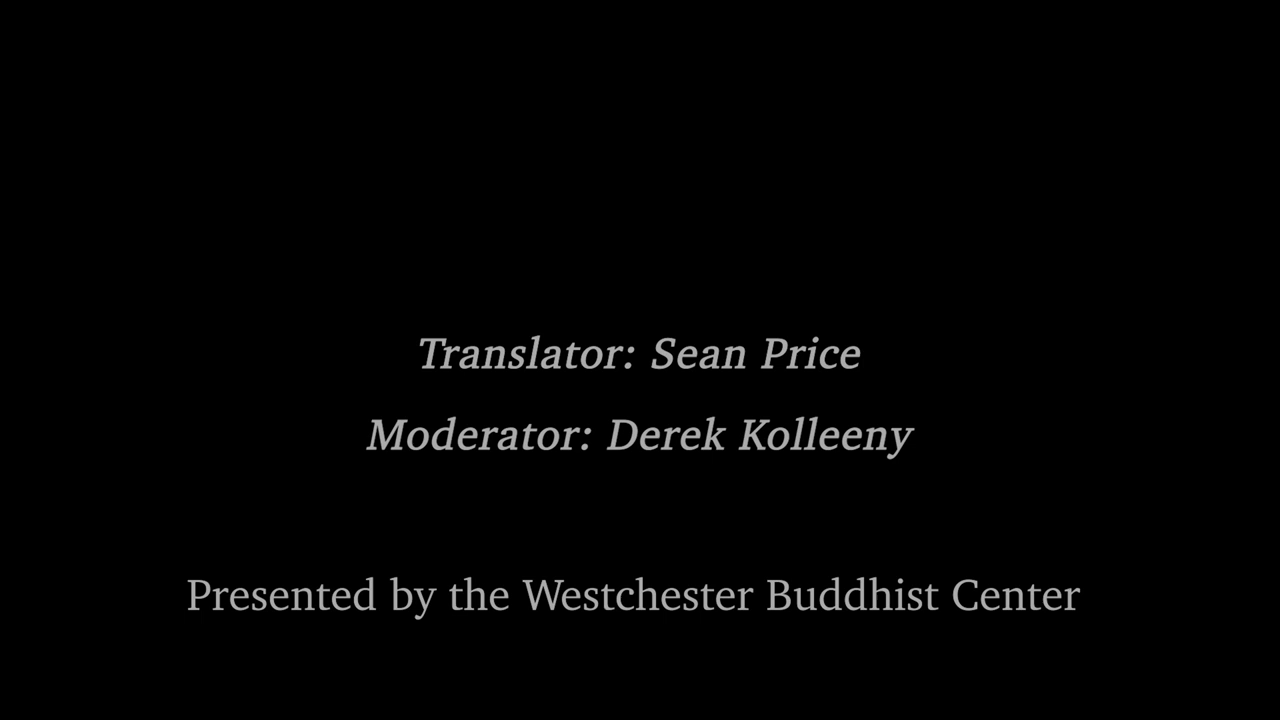 Translator: Sean Price
Moderator: Derek Kolleeny
Presented by the Westchester Buddhist Center